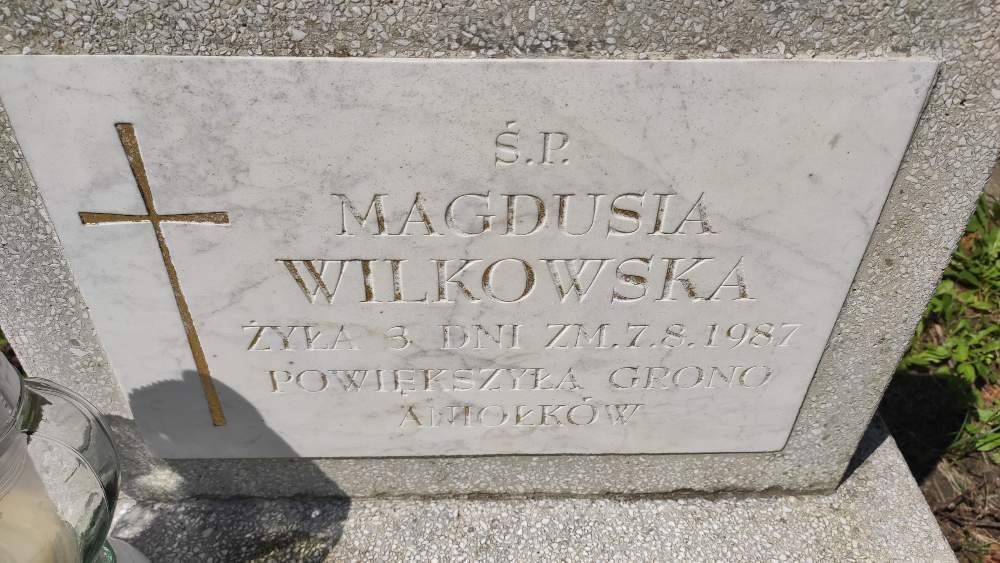 Ś.P.
MAGDUSIA
WILKOWSKA
ŻYŁA 3 DNI ZM.7.8.1987
POWIĘKSZYŁA GRONO
ANIOŁKÓW